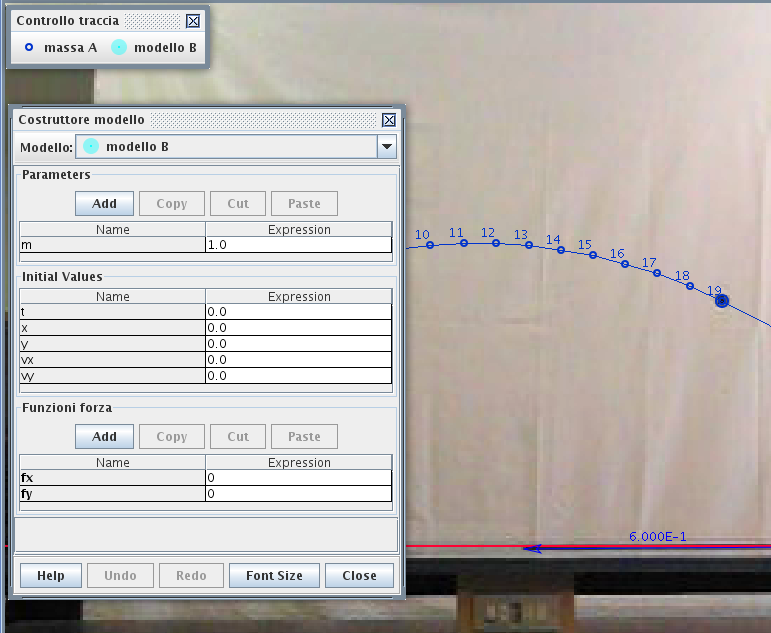 Controllo traccia
massa A modello B
Costruttore modello
Modello: modello B
Parameters
Add Copy Cut Paste
Name Expression
m 1.0
Initial Values
Name Expression
t 0.0
x 0.0
y 0.0
vx 0.0
vy 0.0
Funzioni forza
Add Copy Cut Paste
Name Expression
fx 0
fy 0
Help Undo Redo Font Size Close
10 11 12 13 14 15 16 17 18 19
6.000E-1